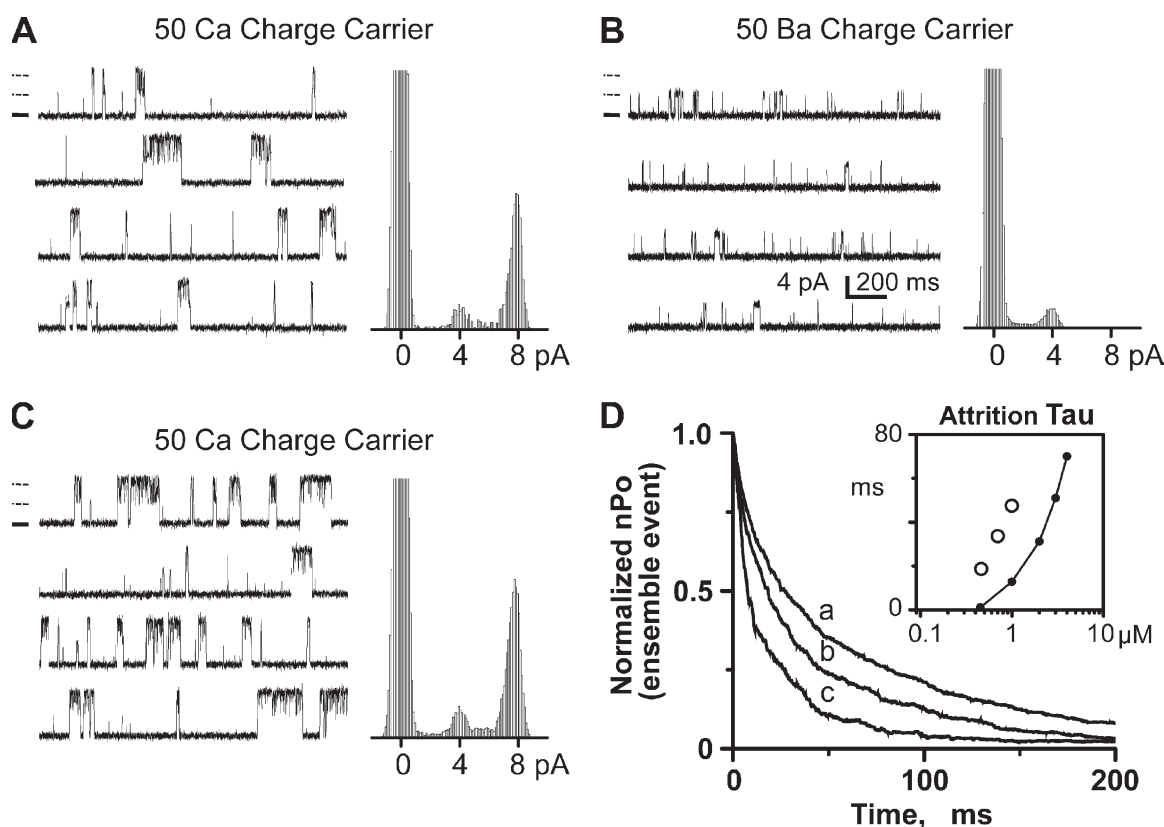 A
50 Ca Charge Carrier
0 4 8 pA
B
50 Ba Charge Carrier
4 pA 200 ms
0 4 8 pA
C
50 Ca Charge Carrier
0 4 8 pA
D
Normalized nPo
(ensemble event)
1.0
0.5
0
a
b
c
0 100 200
Time, ms
Attrition Tau
80
ms
0
0.1 1 10 µM